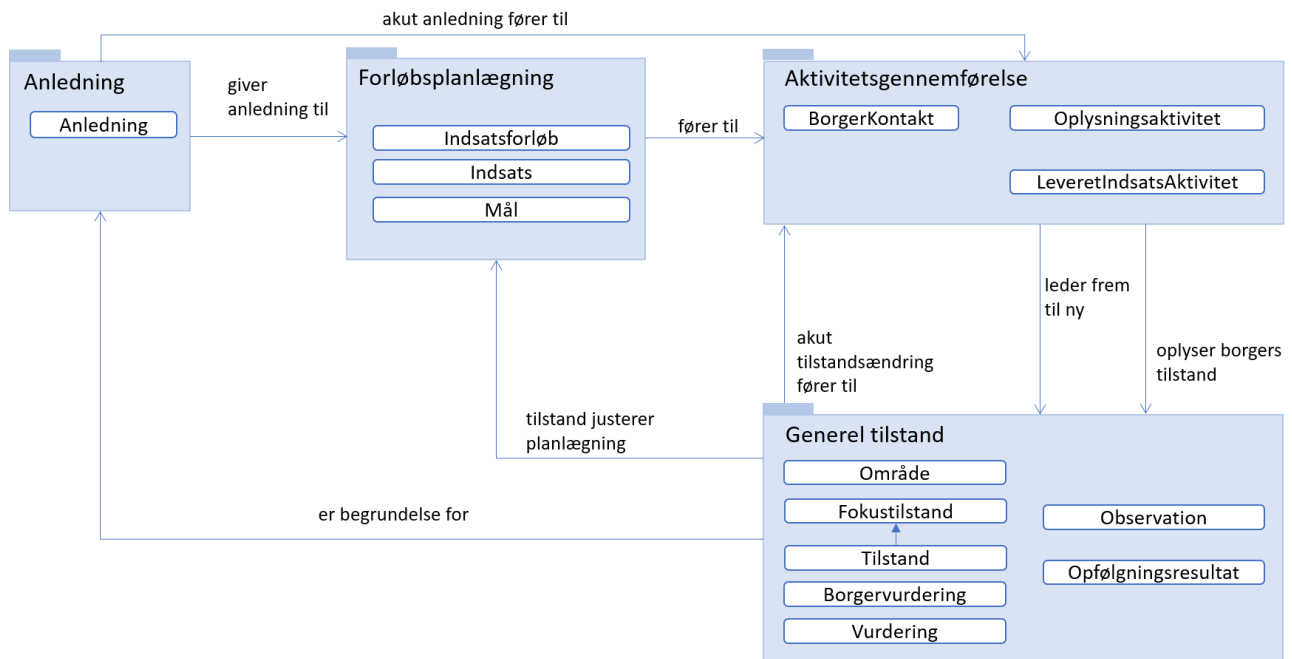 akut anledning fører til
Anledning
Anledning
giver
anledning til
Forløbsplanlægning
Indsatsforløb
Indsats
Mål
fører til
Aktivitetsgennemførelse
BorgerKontakt
Oplysningsaktivitet
LeveretIndsatsAktivitet
leder frem
til ny
oplyser borgers
tilstand
akut
tilstandsændring
fører til
tilstand justerer
planlægning
er begrundelse for
Generel tilstand
Område
Fokustilstand
Tilstand
Borgervurdering
Vurdering
Observation
Opfølgningsresultat